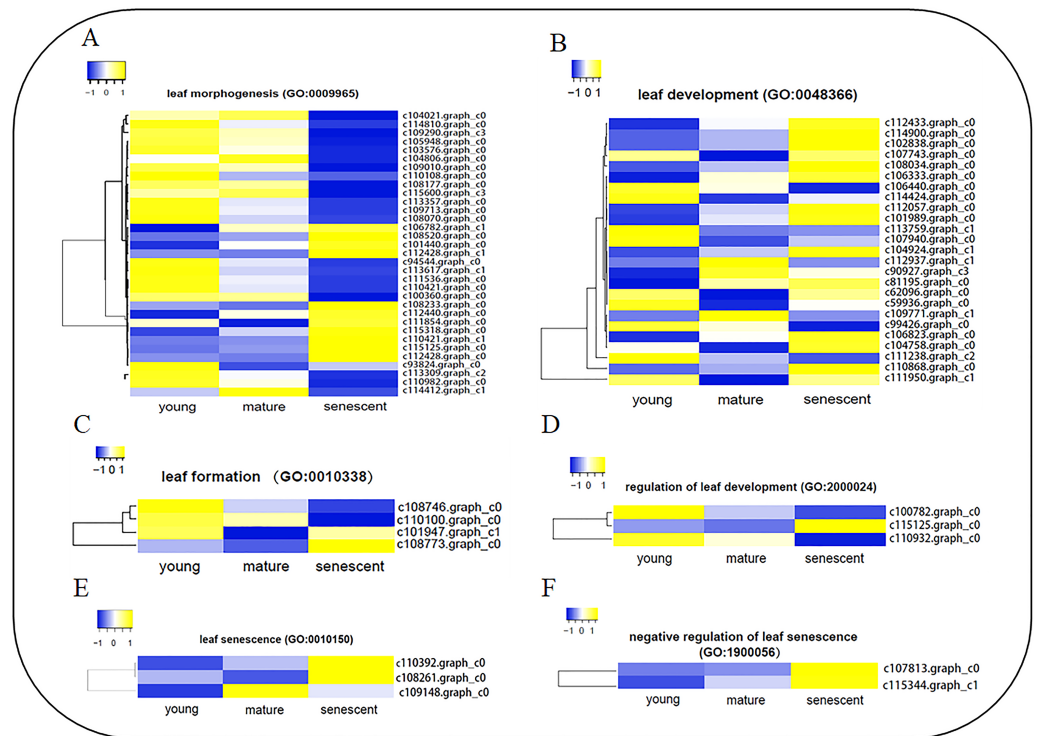 A
−1 0 1
leaf morphogenesis (GO:0009965)
c104021.graph_c0
c114810.graph_c0
c109290.graph_c3
c105948.graph_c0
c103576.graph_c0
c104806.graph_c0
c109010.graph_c0
c110108.graph_c0
c108177.graph_c0
c115600.graph_c3
c113357.graph_c0
c109713.graph_c0
c108070.graph_c0
c106782.graph_c1
c108520.graph_c0
c101440.graph_c0
c112428.graph_c1
c94544.graph_c0
c113617.graph_c1
c111536.graph_c0
c110421.graph_c0
c100360.graph_c0
c108233.graph_c0
c112440.graph_c0
c111854.graph_c0
c115318.graph_c0
c110421.graph_c1
c115125.graph_c0
c112428.graph_c0
c93824.graph_c0
c113309.graph_c2
c110982.graph_c0
c114412.graph_c1
young mature senescent
B
−1 0 1
leaf development (GO:0048366)
c112433.graph_c0
c114900.graph_c0
c102838.graph_c0
c107743.graph_c0
c108034.graph_c0
c106333.graph_c0
c106440.graph_c0
c114424.graph_c0
c112057.graph_c0
c101989.graph_c0
c113759.graph_c1
c107940.graph_c0
c104924.graph_c1
c112937.graph_c1
c90927.graph_c3
c81195.graph_c0
c62096.graph_c0
c59936.graph_c0
c109771.graph_c1
c99426.graph_c0
c106823.graph_c0
c104758.graph_c0
c111238.graph_c2
c110868.graph_c0
c111950.graph_c1
young mature senescent
C
−1 0 1
leaf formation （GO:0010338）
c108746.graph_c0
c110100.graph_c0
c101947.graph_c1
c108773.graph_c0
young mature senescent
D
−1 0 1
regulation of leaf development (GO:2000024)
c100782.graph_c0
c115125.graph_c0
c110932.graph_c0
young mature senescent
E
−1 0 1
leaf senescence (GO:0010150)
c110392.graph_c0
c108261.graph_c0
c109148.graph_c0
young mature senescent
F
−1 0 1
negative regulation of leaf senescence
(GO:1900056）
c107813.graph_c0
c115344.graph_c1
young mature senescent